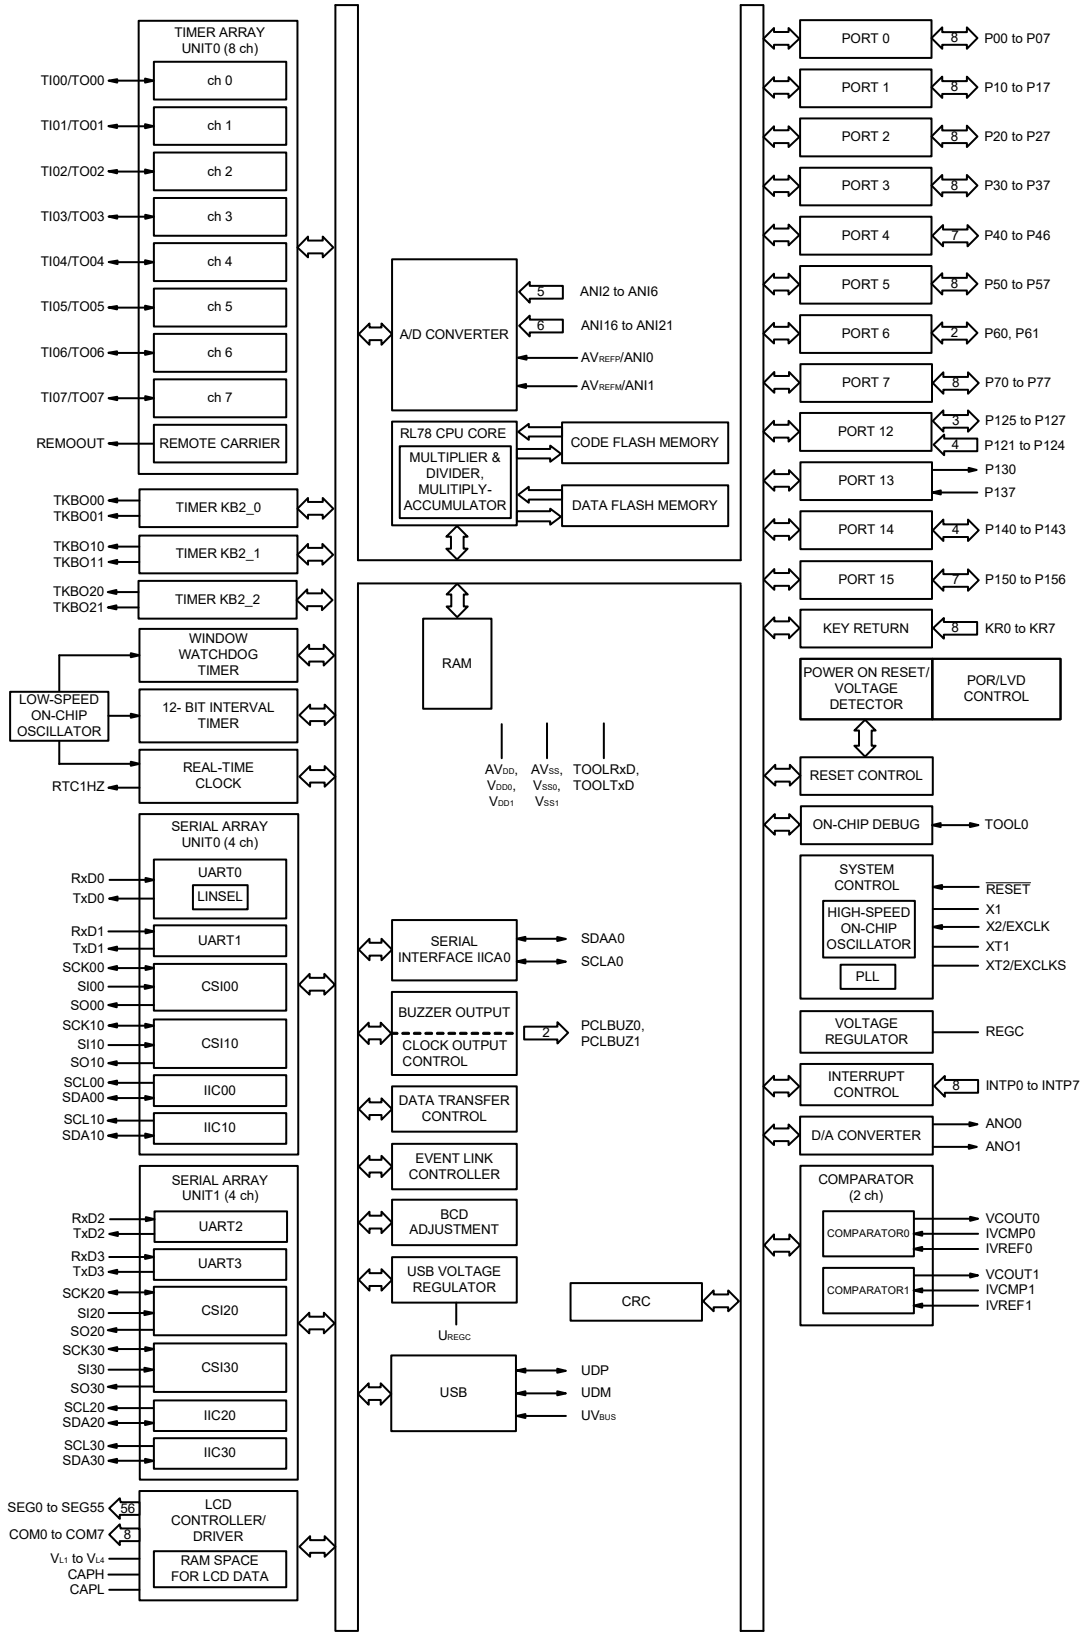 TIMER ARRAY
UNIT0 (8 ch)
TI00/TO00
ch 0
TI01/TO01
ch 1
TI02/TO02
ch 2
TI03/TO03
ch 3
TI04/TO04
ch 4
TI05/TO05
ch 5
TI06/TO06
ch 6
TI07/TO07
ch 7
REMOOUT
REMOTE CARRIER
TKBO00
TKBO01
TIMER KB2_0
TKBO10
TKBO11
TIMER KB2_1
TKBO20
TKBO21
TIMER KB2_2
WINDOW
WATCHDOG
TIMER
LOW-SPEED
ON-CHIP
OSCILLATOR
12- BIT INTERVAL
TIMER
REAL-TIME
CLOCK
RTC1HZ
SERIAL ARRAY
UNIT0 (4 ch)
RxD0
TxD0
UART0
LINSEL
RxD1
TxD1
UART1
SCK00
SI00
SO00
CSI00
SCK10
SI10
SO10
CSI10
SCL00
SDA00
IIC00
SCL10
SDA10
IIC10
SERIAL ARRAY
UNIT1 (4 ch)
RxD2
TxD2
UART2
RxD3
TxD3
UART3
SCK20
SI20
SO20
CSI20
SCK30
SI30
SO30
CSI30
SCL20
SDA20
IIC20
SCL30
SDA30
IIC30
SEG0 to SEG55
56
COM0 to COM7
8
VL1 to VL4
CAPH
CAPL
LCD
CONTROLLER/
DRIVER
RAM SPACE
FOR LCD DATA
A/D CONVERTER
5
ANI2 to ANI6
6
ANI16 to ANI21
AVREFP/ANI0
AVREFM/ANI1
RL78 CPU CORE
MULTIPLIER &
DIVIDER,
MULITIPLY-
ACCUMULATOR
CODE FLASH MEMORY
DATA FLASH MEMORY
RAM
AVDD,
VDD0,
VDD1
AVSS,
VSS0,
VSS1
TOOLRxD,
TOOLTxD
SERIAL
INTERFACE IICA0
SDAA0
SCLA0
BUZZER OUTPUT
CLOCK OUTPUT
CONTROL
2
PCLBUZ0,
PCLBUZ1
DATA TRANSFER
CONTROL
EVENT LINK
CONTROLLER
BCD
ADJUSTMENT
USB VOLTAGE
REGULATOR
UREGC
CRC
USB
UDP
UDM
UVBUS
PORT 0
8
P00 to P07
PORT 1
8
P10 to P17
PORT 2
8
P20 to P27
PORT 3
8
P30 to P37
PORT 4
7
P40 to P46
PORT 5
8
P50 to P57
PORT 6
2
P60, P61
PORT 7
8
P70 to P77
PORT 12
3
P125 to P127
4
P121 to P124
PORT 13
P130
P137
PORT 14
4
P140 to P143
PORT 15
7
P150 to P156
KEY RETURN
8
KR0 to KR7
POWER ON RESET/
VOLTAGE
DETECTOR
POR/LVD
CONTROL
RESET CONTROL
ON-CHIP DEBUG
TOOL0
SYSTEM
CONTROL
HIGH-SPEED
ON-CHIP
OSCILLATOR
PLL
RESET
X1
X2/EXCLK
XT1
XT2/EXCLKS
VOLTAGE
REGULATOR
REGC
INTERRUPT
CONTROL
8
INTP0 to INTP7
D/A CONVERTER
ANO0
ANO1
COMPARATOR
(2 ch)
COMPARATOR0
VCOUT0
IVCMP0
IVREF0
COMPARATOR1
VCOUT1
IVCMP1
IVREF1